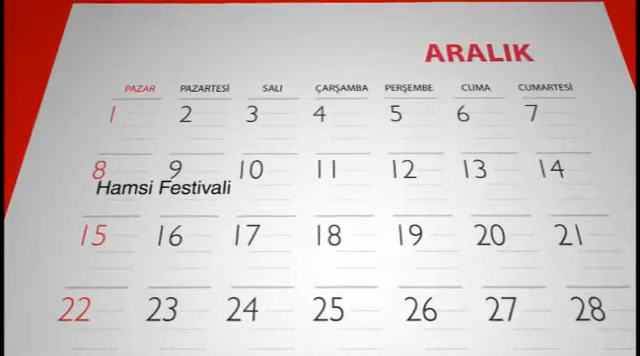 ARALIK
PAZAR PAZARTESİ SALI ÇARŞAMBA PERŞEMBE CUMA CUMARTESİ
1 2 3 4 5 6 7
8 9 10 11 12 13 14
Hamsi Festivali
15 16 17 18 19 20 21
22 23 24 25 26 27 28